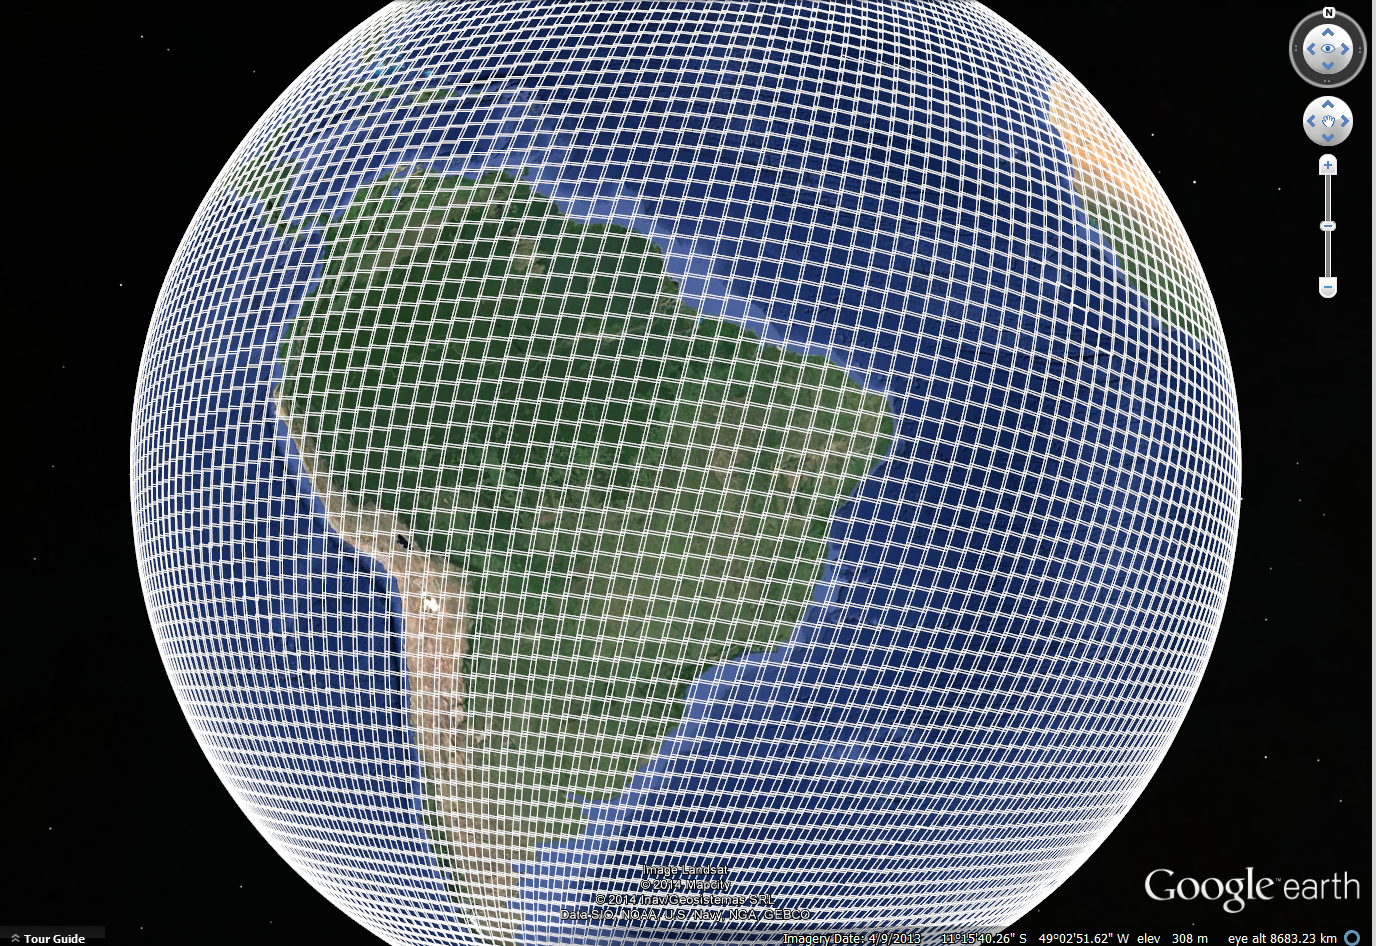 N
Image Landsat
© 2014 Mapcity
© 2014 Inav/Geosistemas SRL
Data SIO, NOAA, U.S. Navy, NGA, GEBCO
Google™ earth
Tour Guide
Imagery Date: 4/9/2013 11°15'40.26" S 49°02'51.62" W elev 308 m eye alt 8683.23 km